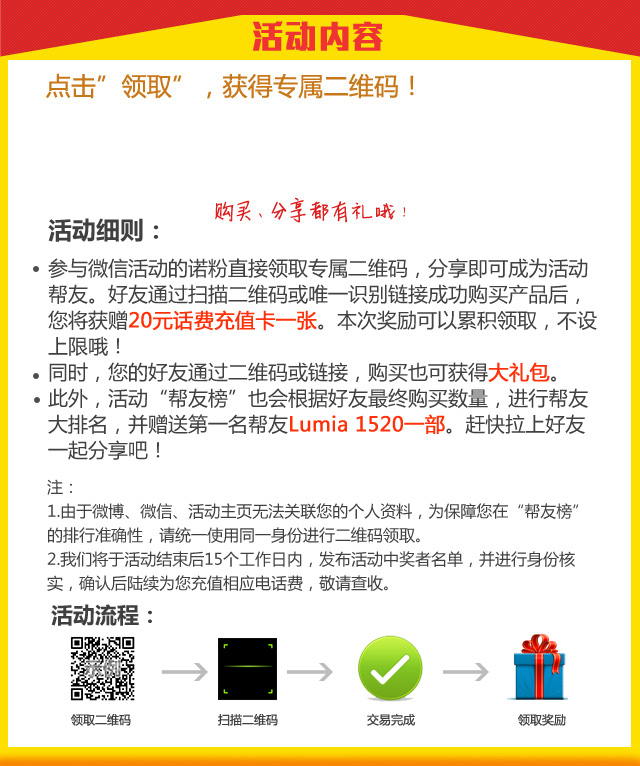 活动内容
点击”领取”，获得专属二维码！
购买、分享都有礼哦！
活动细则：
• 参与微信活动的诺粉直接领取专属二维码，分享即可成为活动
帮友。好友通过扫描二维码或唯一识别链接成功购买产品后，
您将获赠20元话费充值卡一张。本次奖励可以累积领取，不设
上限哦！
• 同时，您的好友通过二维码或链接，购买也可获得大礼包。
• 此外，活动“帮友榜”也会根据好友最终购买数量，进行帮友
大排名，并赠送第一名帮友Lumia 1520一部。赶快拉上好友
一起分享吧！
注：
1.由于微博、微信、活动主页无法关联您的个人资料，为保障您在“帮友榜”
的排行准确性，请统一使用同一身份进行二维码领取。
2.我们将于活动结束后15个工作日内，发布活动中奖者名单，并进行身份核
实，确认后陆续为您充值相应电话费，敬请查收。
活动流程：
示例
领取二维码 扫描二维码 交易完成 领取奖励